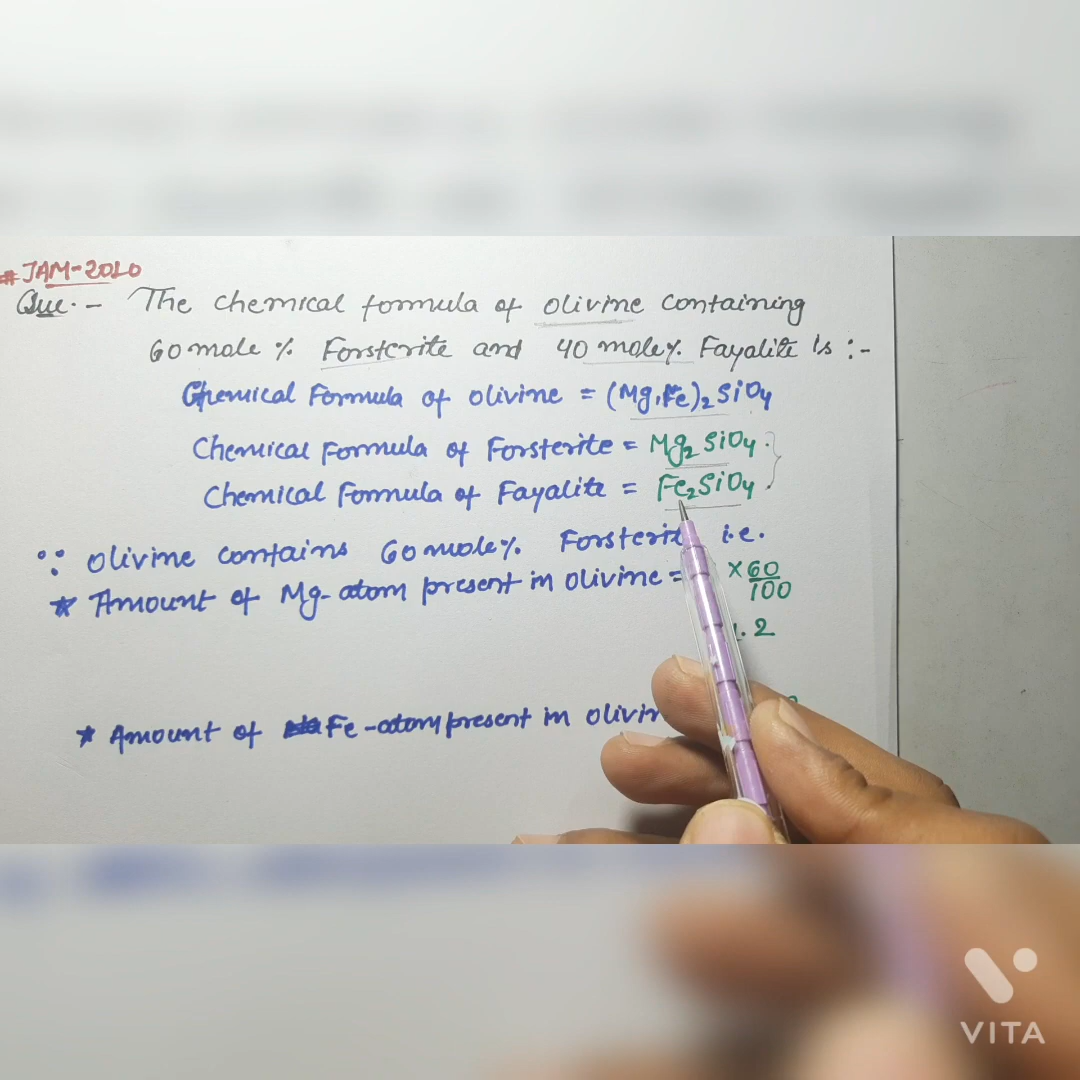 # JAM-2020
Que.- The chemical formula of olivine containing
60 mole % Forsterite and 40 mole% Fayalite is :-
Chemical Formula of olivine = (Mg,Fe)₂SiO₄
Chemical Formula of Forsterite = Mg₂SiO₄.
Chemical Formula of Fayalite = Fe₂SiO₄
∵ olivine contains 60 mole% i.e.
* Amount of Mg-atom present in olivine = × 60/100
.2
* Amount of Fe-atom present in
VITA